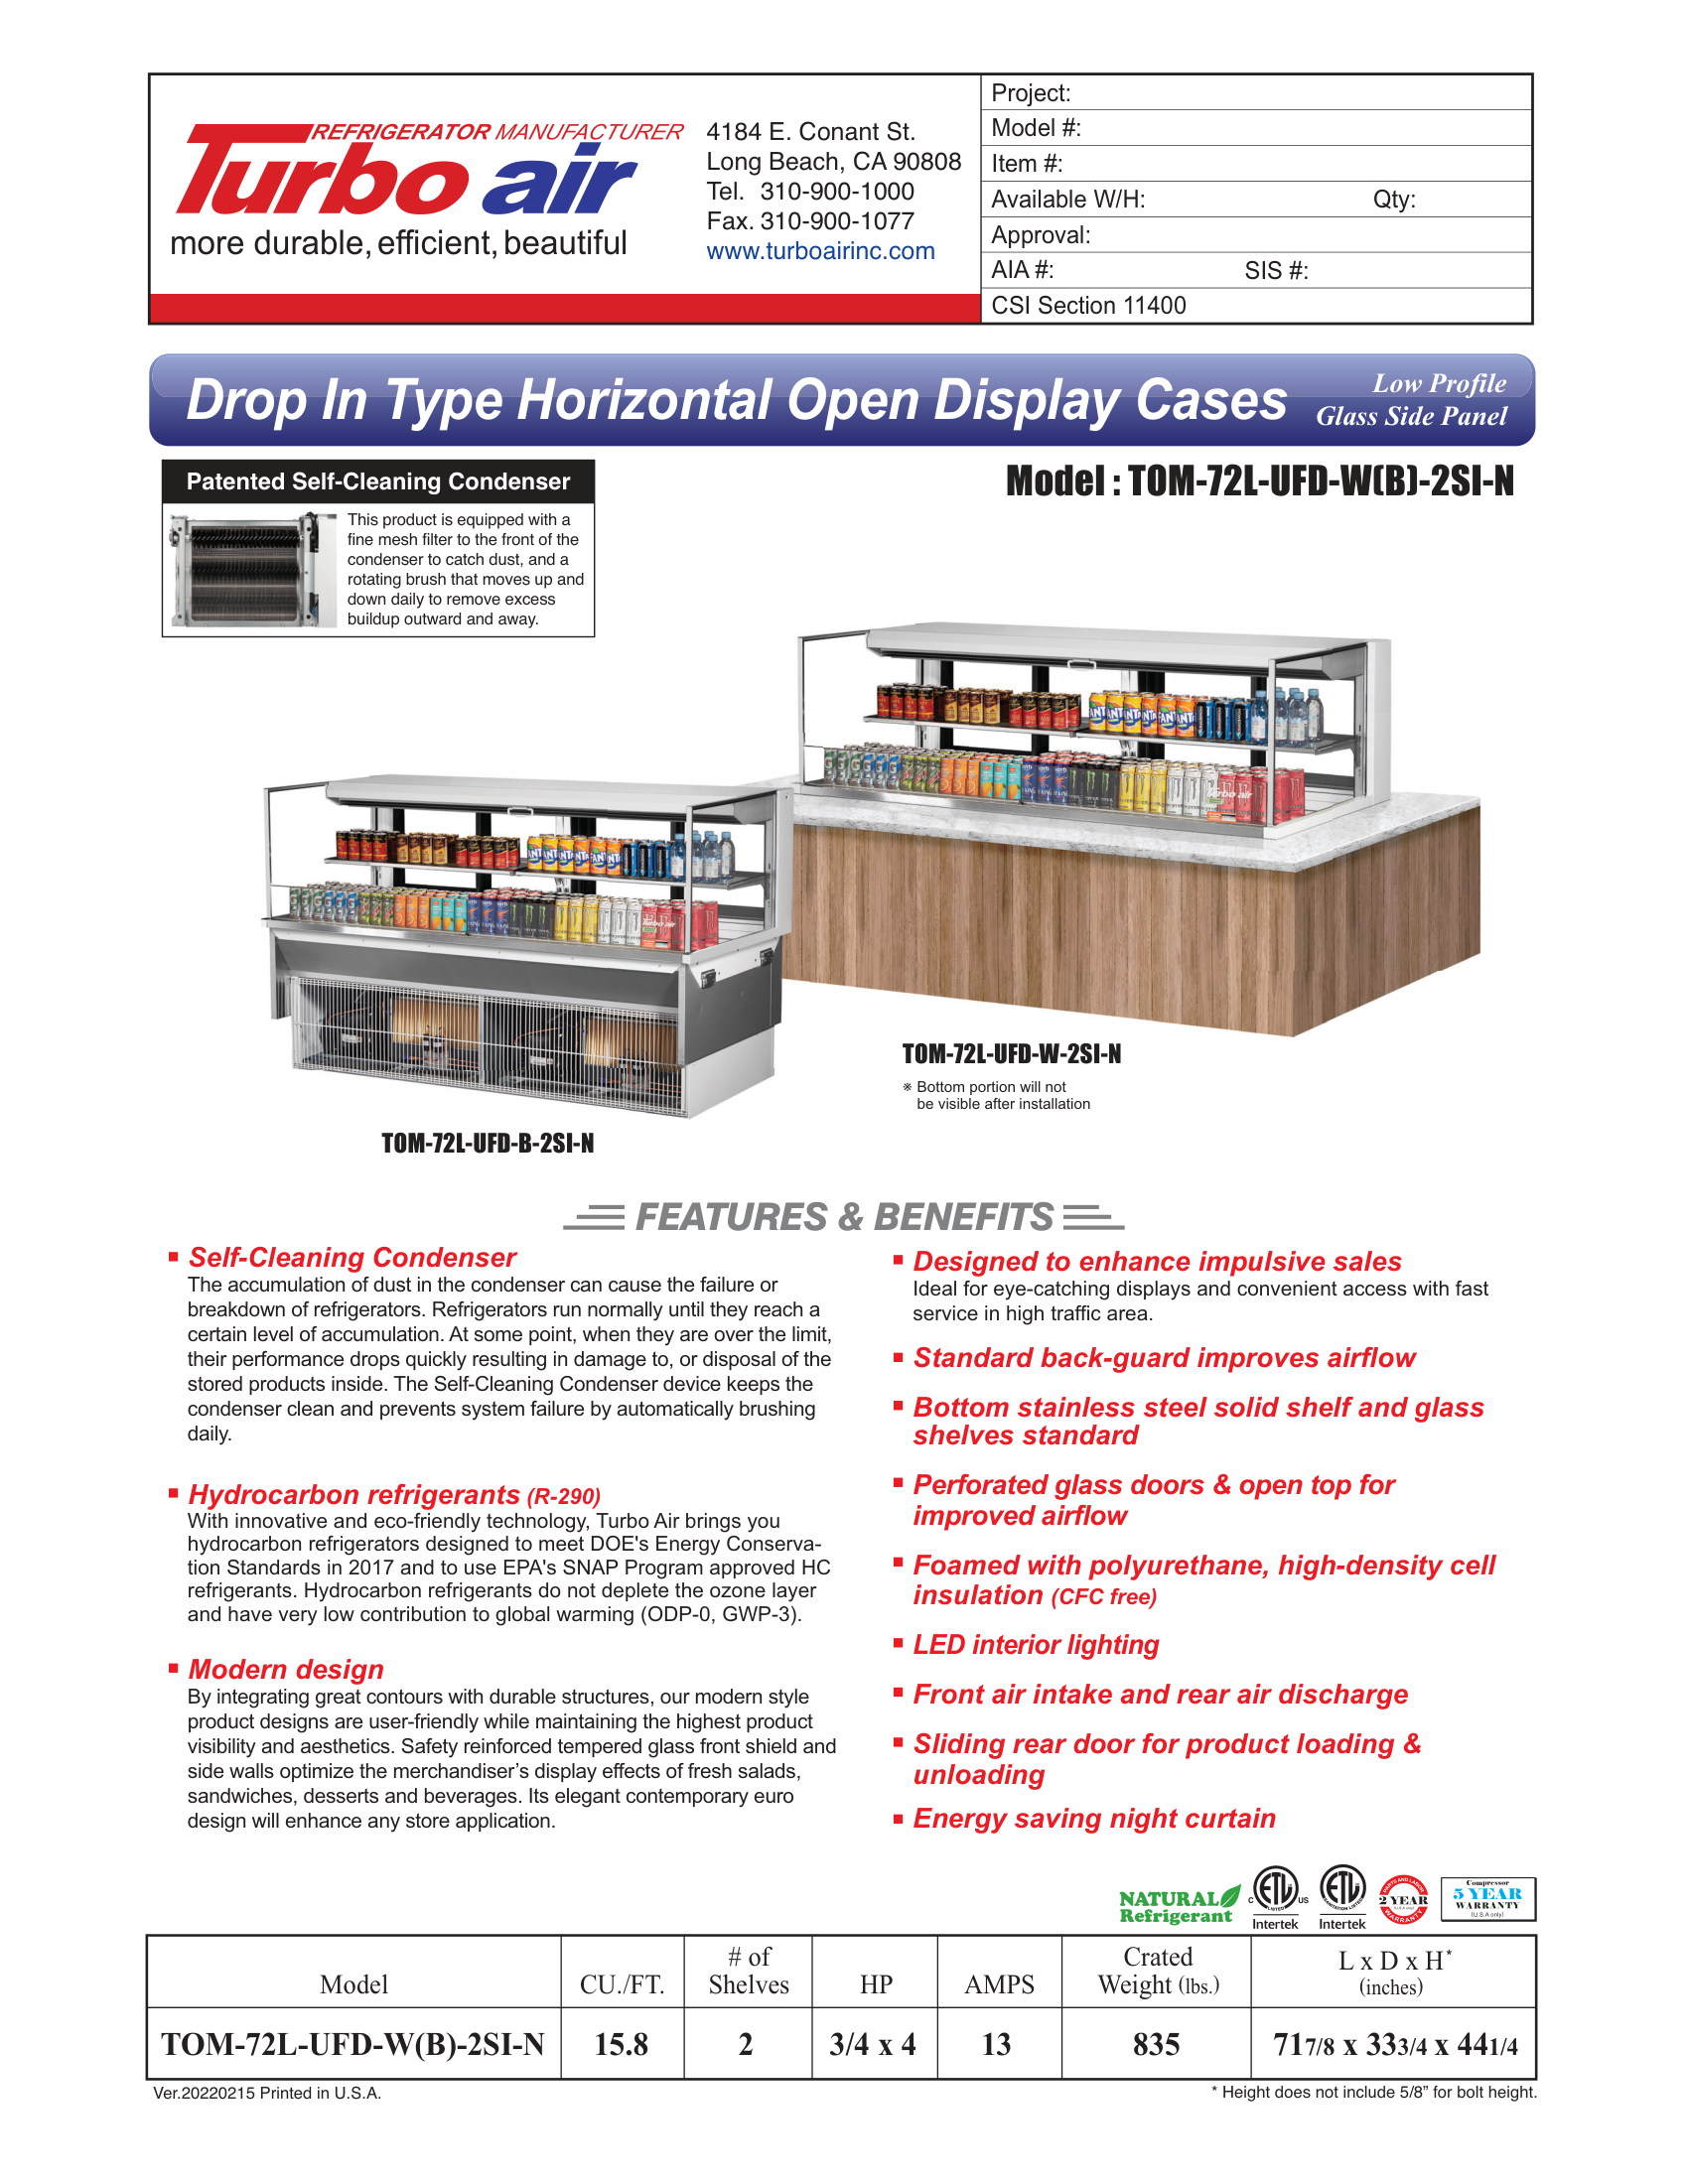 REFRIGERATOR MANUFACTURER
Turbo air
more durable, efficient, beautiful
4184 E. Conant St.
Long Beach, CA 90808
Tel. 310-900-1000
Fax. 310-900-1077
www.turboairinc.com
Project:
Model #:
Item #:
Available W/H: Qty:
Approval:
AIA #: SIS #:
CSI Section 11400
Drop In Type Horizontal Open Display Cases
Low Profile
Glass Side Panel
Patented Self-Cleaning Condenser
This product is equipped with a
fine mesh filter to the front of the
condenser to catch dust, and a
rotating brush that moves up and
down daily to remove excess
buildup outward and away.
Model : TOM-72L-UFD-W(B)-2SI-N
TOM-72L-UFD-W-2SI-N
※ Bottom portion will not
be visible after installation
TOM-72L-UFD-B-2SI-N
FEATURES & BENEFITS
▪ Self-Cleaning Condenser
The accumulation of dust in the condenser can cause the failure or
breakdown of refrigerators. Refrigerators run normally until they reach a
certain level of accumulation. At some point, when they are over the limit,
their performance drops quickly resulting in damage to, or disposal of the
stored products inside. The Self-Cleaning Condenser device keeps the
condenser clean and prevents system failure by automatically brushing
daily.
▪ Hydrocarbon refrigerants (R-290)
With innovative and eco-friendly technology, Turbo Air brings you
hydrocarbon refrigerators designed to meet DOE's Energy Conserva-
tion Standards in 2017 and to use EPA's SNAP Program approved HC
refrigerants. Hydrocarbon refrigerants do not deplete the ozone layer
and have very low contribution to global warming (ODP-0, GWP-3).
▪ Modern design
By integrating great contours with durable structures, our modern style
product designs are user-friendly while maintaining the highest product
visibility and aesthetics. Safety reinforced tempered glass front shield and
side walls optimize the merchandiser's display effects of fresh salads,
sandwiches, desserts and beverages. Its elegant contemporary euro
design will enhance any store application.
▪ Designed to enhance impulsive sales
Ideal for eye-catching displays and convenient access with fast
service in high traffic area.
▪ Standard back-guard improves airflow
▪ Bottom stainless steel solid shelf and glass
shelves standard
▪ Perforated glass doors & open top for
improved airflow
▪ Foamed with polyurethane, high-density cell
insulation (CFC free)
▪ LED interior lighting
▪ Front air intake and rear air discharge
▪ Sliding rear door for product loading &
unloading
▪ Energy saving night curtain
NATURAL
Refrigerant
C ETL US
LISTED
Intertek
ETL
Intertek
PARTS AND LABOR
2 YEAR
(U.S.A only)
WARRANTY
Compressor
5 YEAR
WARRANTY
(U.S.A only)
Model CU./FT. # of Shelves HP AMPS Crated Weight (lbs.) L x D x H* (inches)
TOM-72L-UFD-W(B)-2SI-N 15.8 2 3/4 x 4 13 835 71 7/8 x 33 3/4 x 44 1/4
Ver.20220215 Printed in U.S.A.
* Height does not include 5/8” for bolt height.